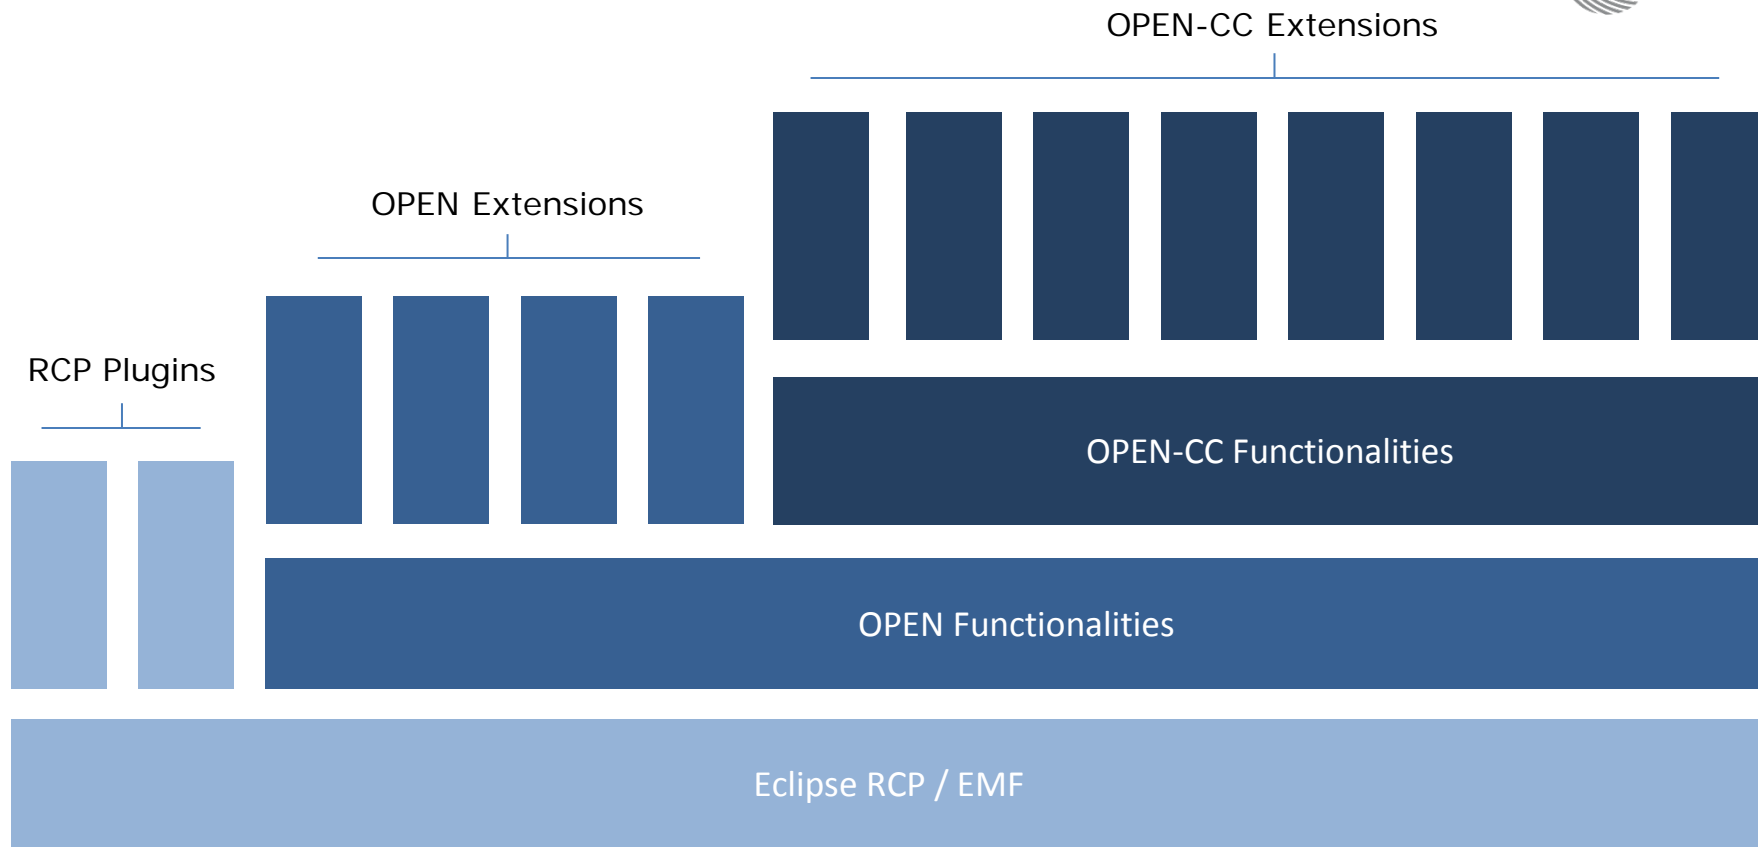 OPEN-CC Extensions
OPEN Extensions
RCP Plugins
OPEN-CC Functionalities
OPEN Functionalities
Eclipse RCP / EMF